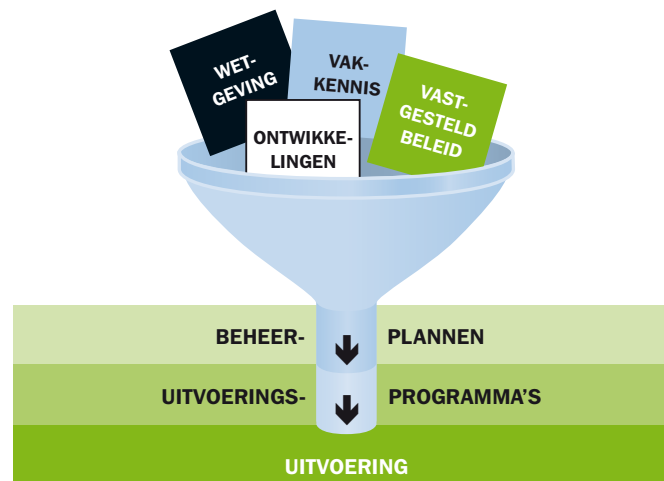 WET-
GEVING
VAK-
KENNIS
VAST-
GESTELD
BELEID
ONTWIKKE-
LINGEN
BEHEER- PLANNEN
UITVOERINGS- PROGRAMMA'S
UITVOERING